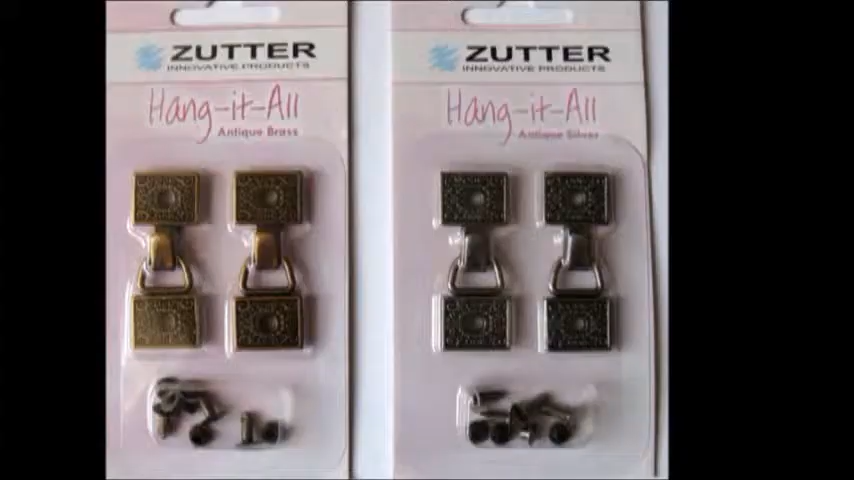 ZUTTER
INNOVATIVE PRODUCTS
Hang-it-All
Antique Brass
ZUTTER
INNOVATIVE PRODUCTS
Hang-it-All
Antique Silver